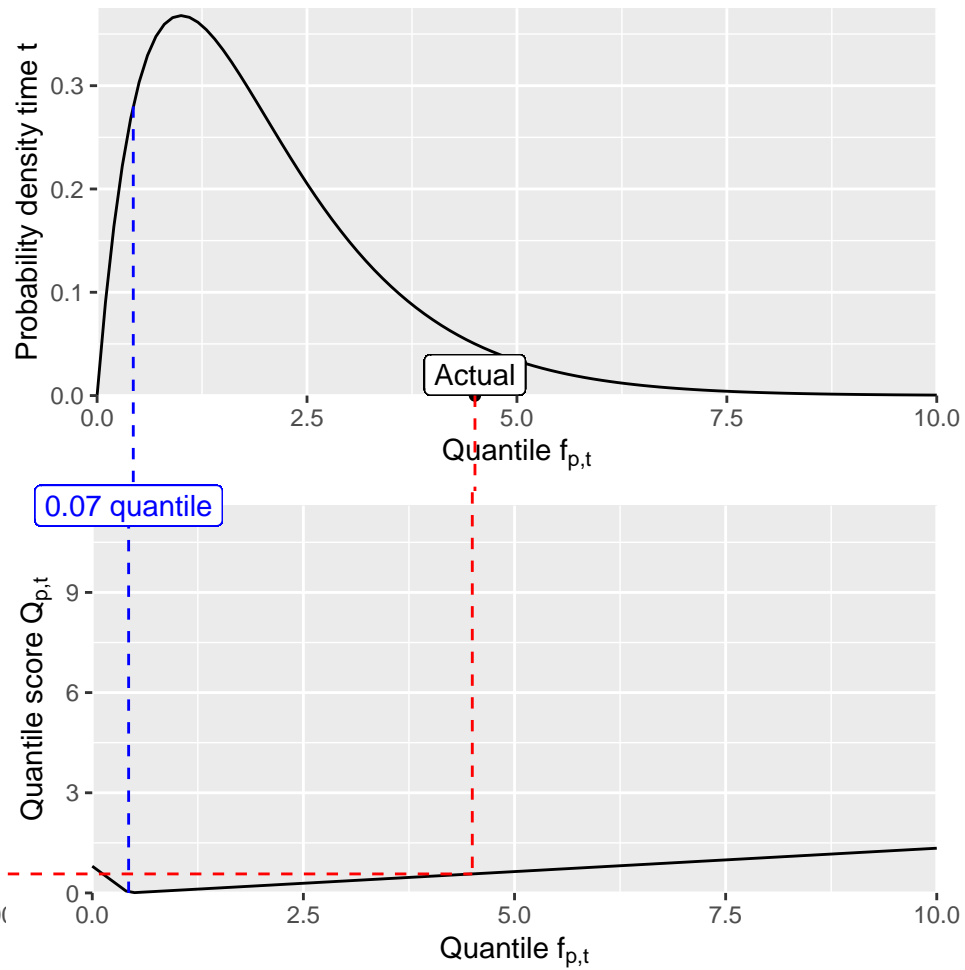 Probability density time t
0.3
0.2
0.1
0.0
0.0 2.5 5.0 7.5 10.0
Actual
Quantile f_p,t
0.07 quantile
Quantile score Q_p,t
9
6
3
0
0.0 2.5 5.0 7.5 10.0
Quantile f_p,t